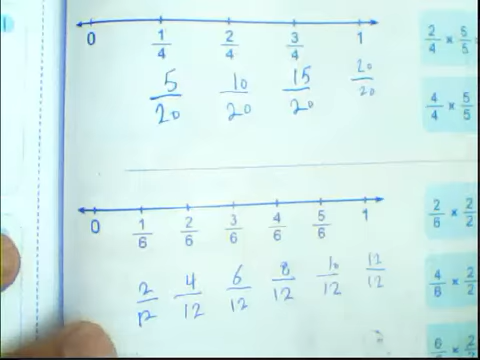 0 1/4 2/4 3/4 1
5/20 10/20 15/20 20/20
2/4 × 5/5
4/4 × 5/5
0 1/6 2/6 3/6 4/6 5/6 1
2/12 4/12 6/12 8/12 10/12 12/12
2/6 × 2/2
4/6 × 2/2